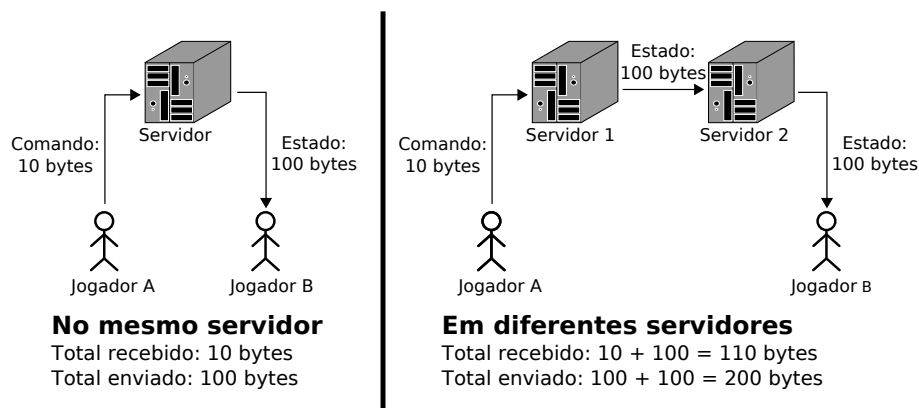 Servidor
Comando:
10 bytes
Estado:
100 bytes
Jogador A
Jogador B
No mesmo servidor
Total recebido: 10 bytes
Total enviado: 100 bytes
Estado:
100 bytes
Servidor 1
Servidor 2
Comando:
10 bytes
Estado:
100 bytes
Jogador A
Jogador B
Em diferentes servidores
Total recebido: 10 + 100 = 110 bytes
Total enviado: 100 + 100 = 200 bytes